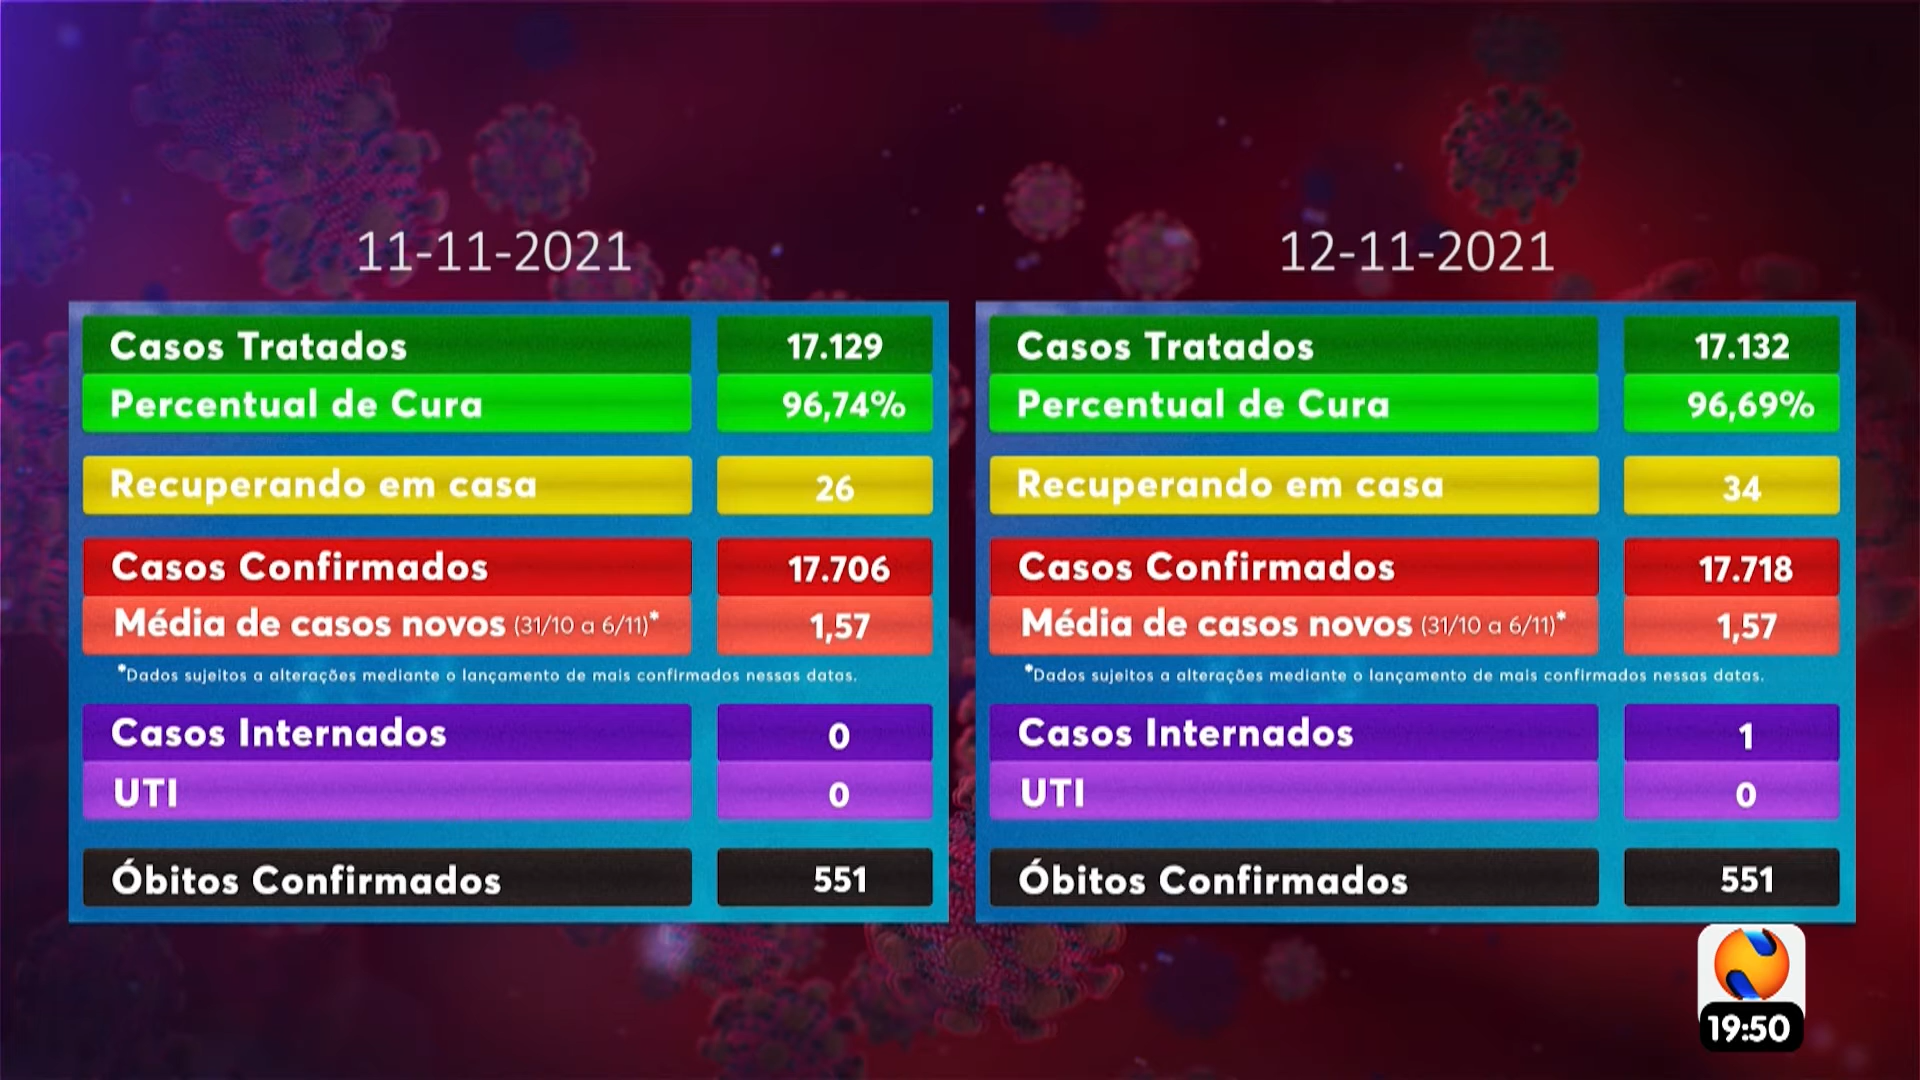 11-11-2021
Casos Tratados 17.129
Percentual de Cura 96,74%
Recuperando em casa 26
Casos Confirmados 17.706
Média de casos novos (31/10 a 6/11)* 1,57
*Dados sujeitos a alterações mediante o lançamento de mais confirmados nessas datas.
Casos Internados 0
UTI 0
Óbitos Confirmados 551
12-11-2021
Casos Tratados 17.132
Percentual de Cura 96,69%
Recuperando em casa 34
Casos Confirmados 17.718
Média de casos novos (31/10 a 6/11)* 1,57
*Dados sujeitos a alterações mediante o lançamento de mais confirmados nessas datas.
Casos Internados 1
UTI 0
Óbitos Confirmados 551
19:50